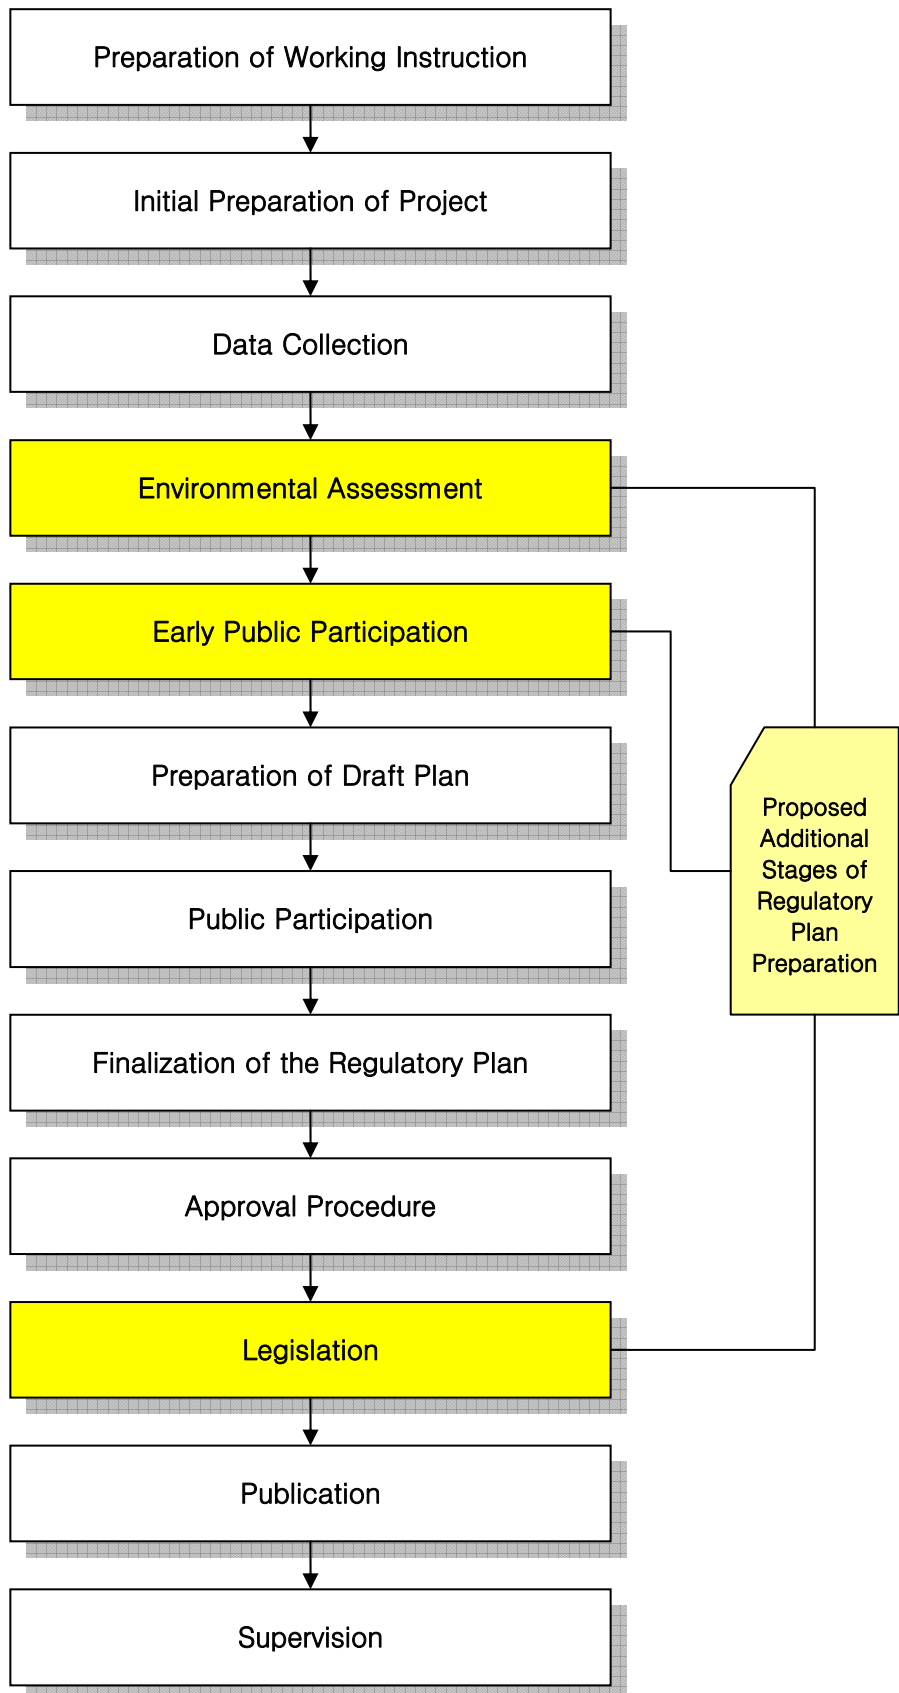 Preparation of Working Instruction
Initial Preparation of Project
Data Collection
Environmental Assessment
Early Public Participation
Preparation of Draft Plan
Public Participation
Finalization of the Regulatory Plan
Approval Procedure
Legislation
Publication
Supervision
Proposed
Additional
Stages of
Regulatory
Plan
Preparation